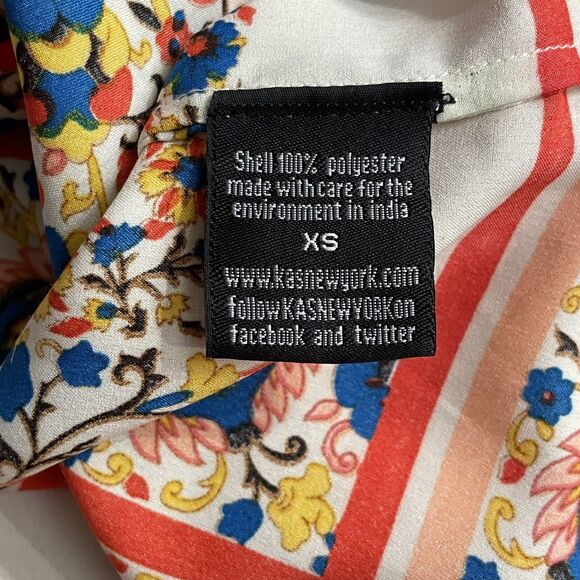 Shell 100% polyester
made with care for the
environment in india
XS
www.kasnewyork.com
followKASNEWYORKon
facebook and twitter